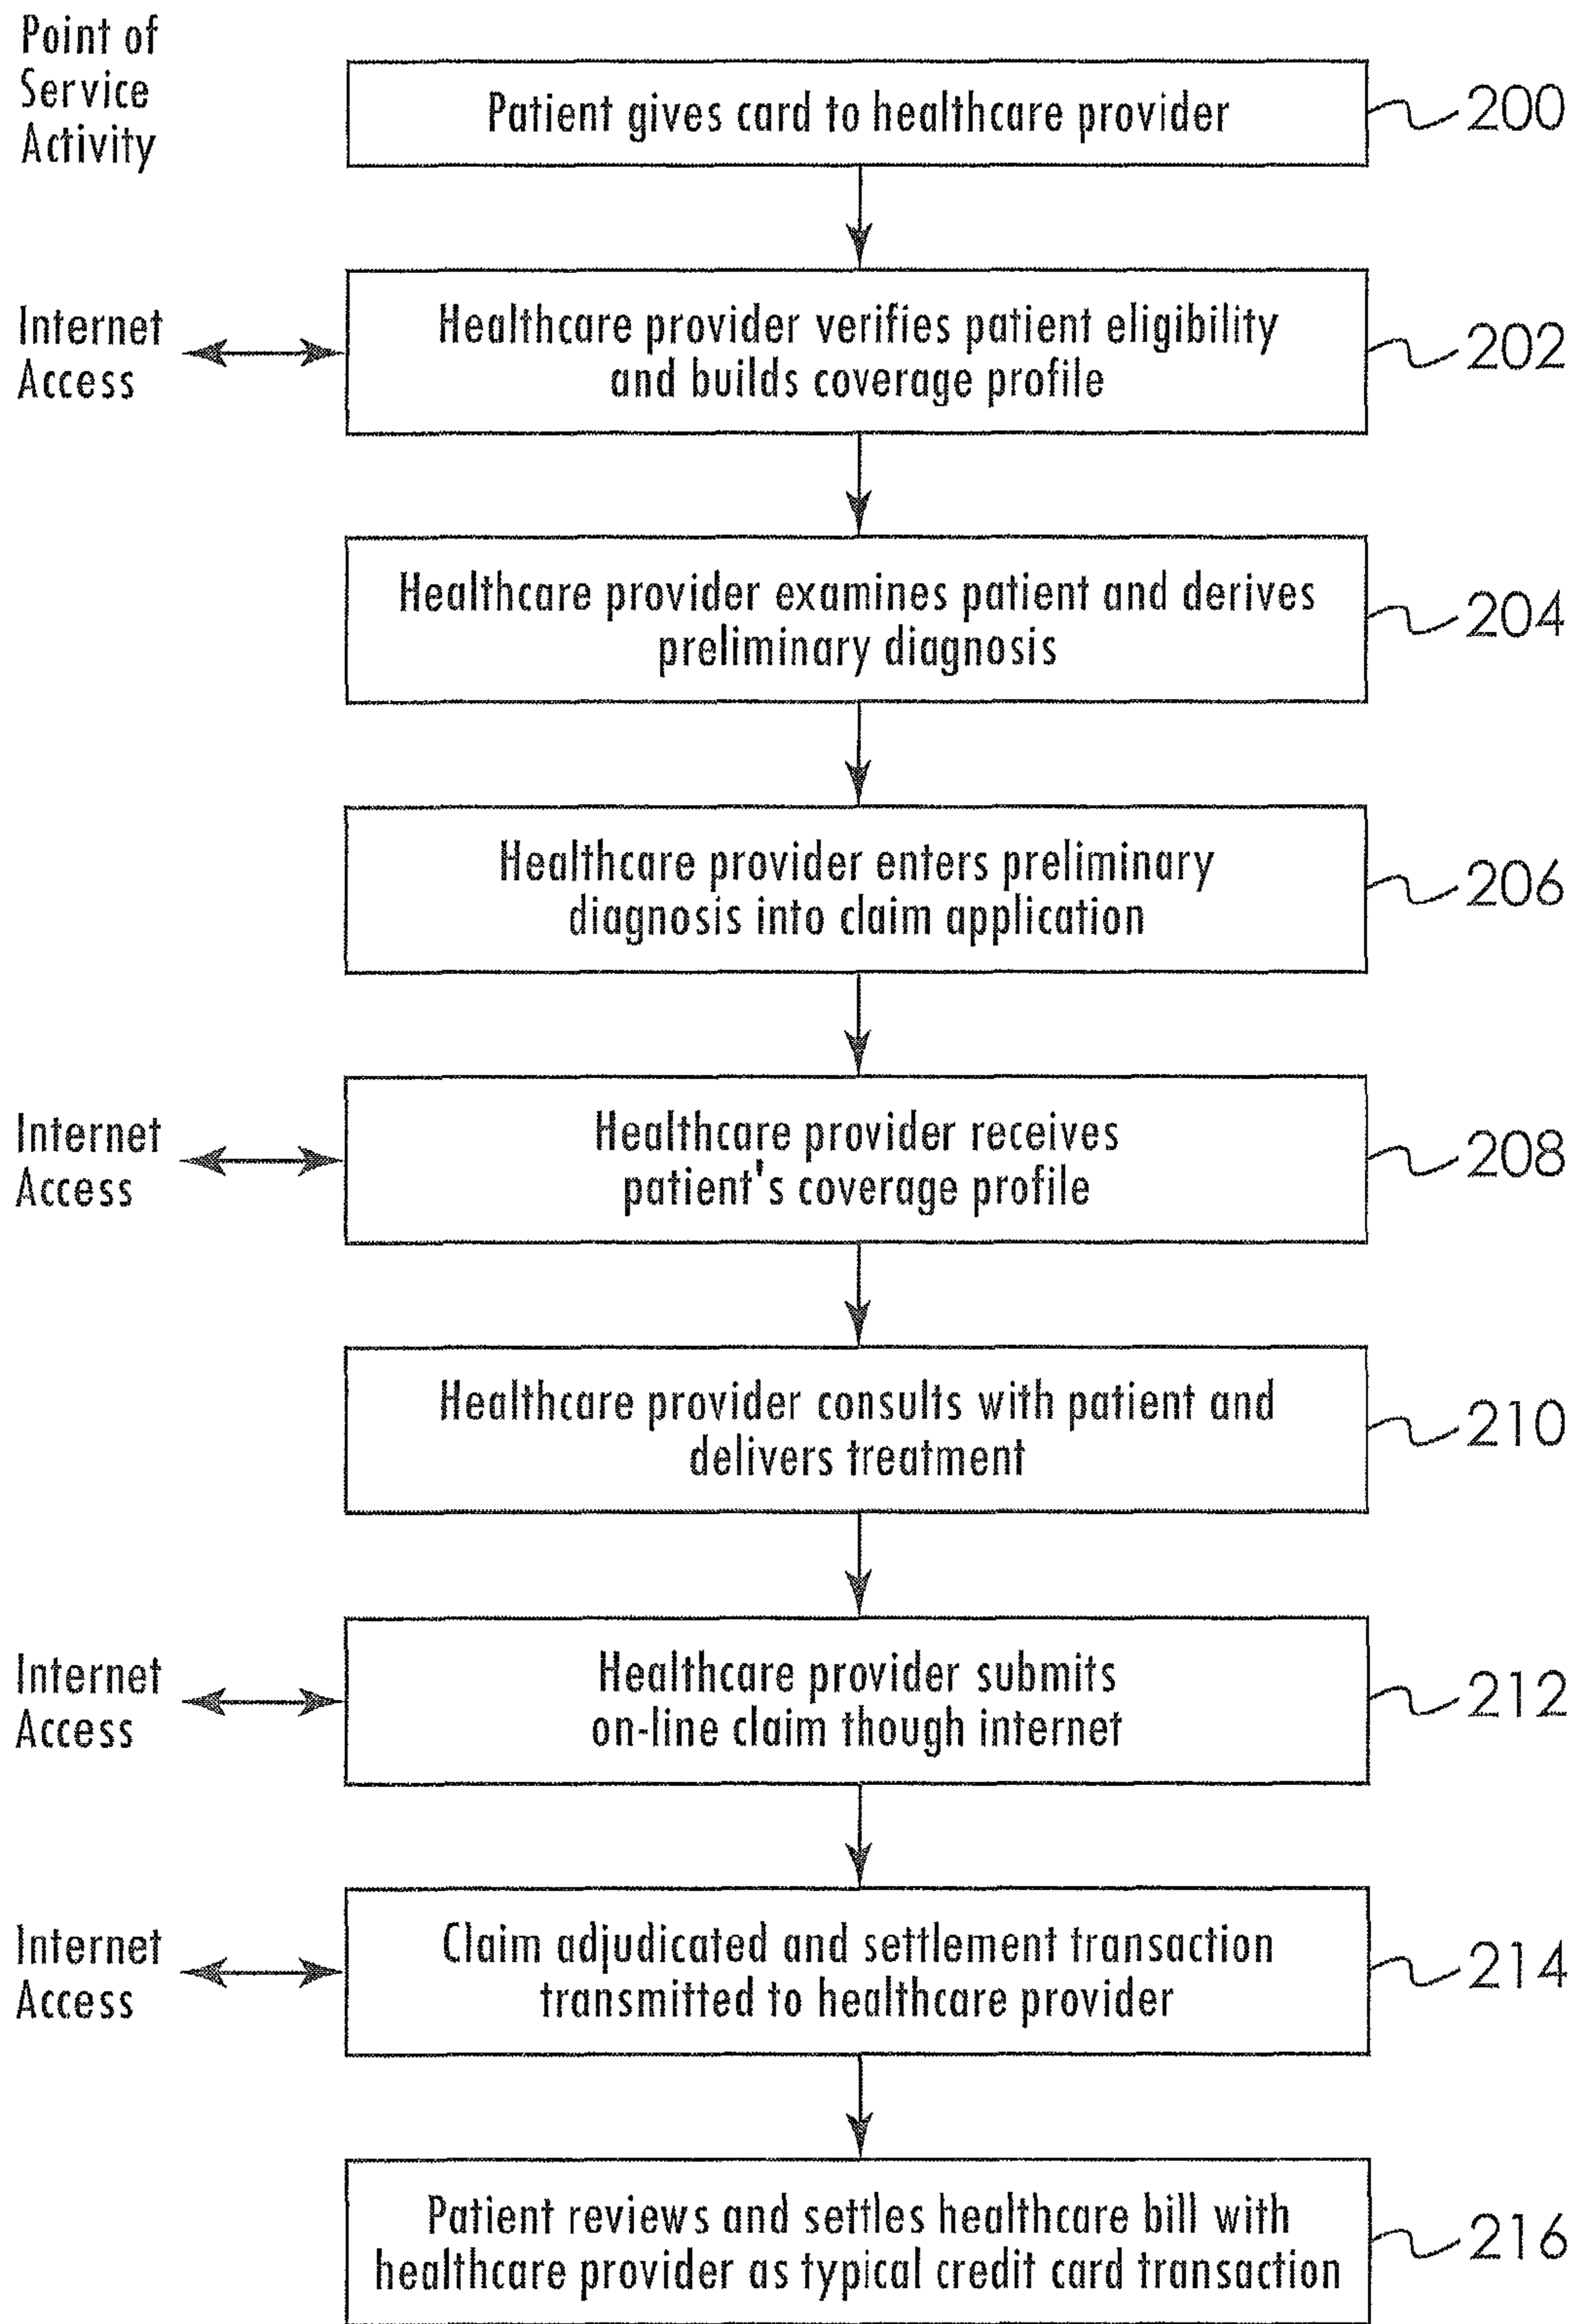 Point of
Service
Activity
Patient gives card to healthcare provider
200
Internet
Access
Healthcare provider verifies patient eligibility
and builds coverage profile
202
Healthcare provider examines patient and derives
preliminary diagnosis
204
Healthcare provider enters preliminary
diagnosis into claim application
206
Internet
Access
Healthcare provider receives
patient's coverage profile
208
Healthcare provider consults with patient and
delivers treatment
210
Internet
Access
Healthcare provider submits
on-line claim though internet
212
Internet
Access
Claim adjudicated and settlement transaction
transmitted to healthcare provider
214
Patient reviews and settles healthcare bill with
healthcare provider as typical credit card transaction
216